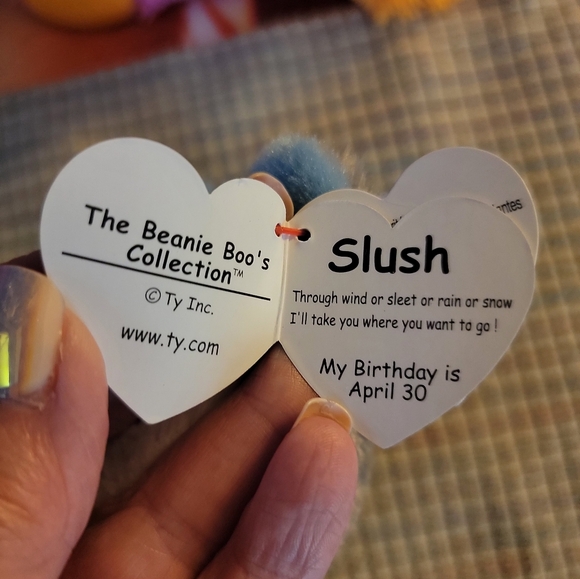 The Beanie Boo's
Collection™
© Ty Inc.
www.ty.com
Slush
Through wind or sleet or rain or snow
I'll take you where you want to go !
My Birthday is
April 30